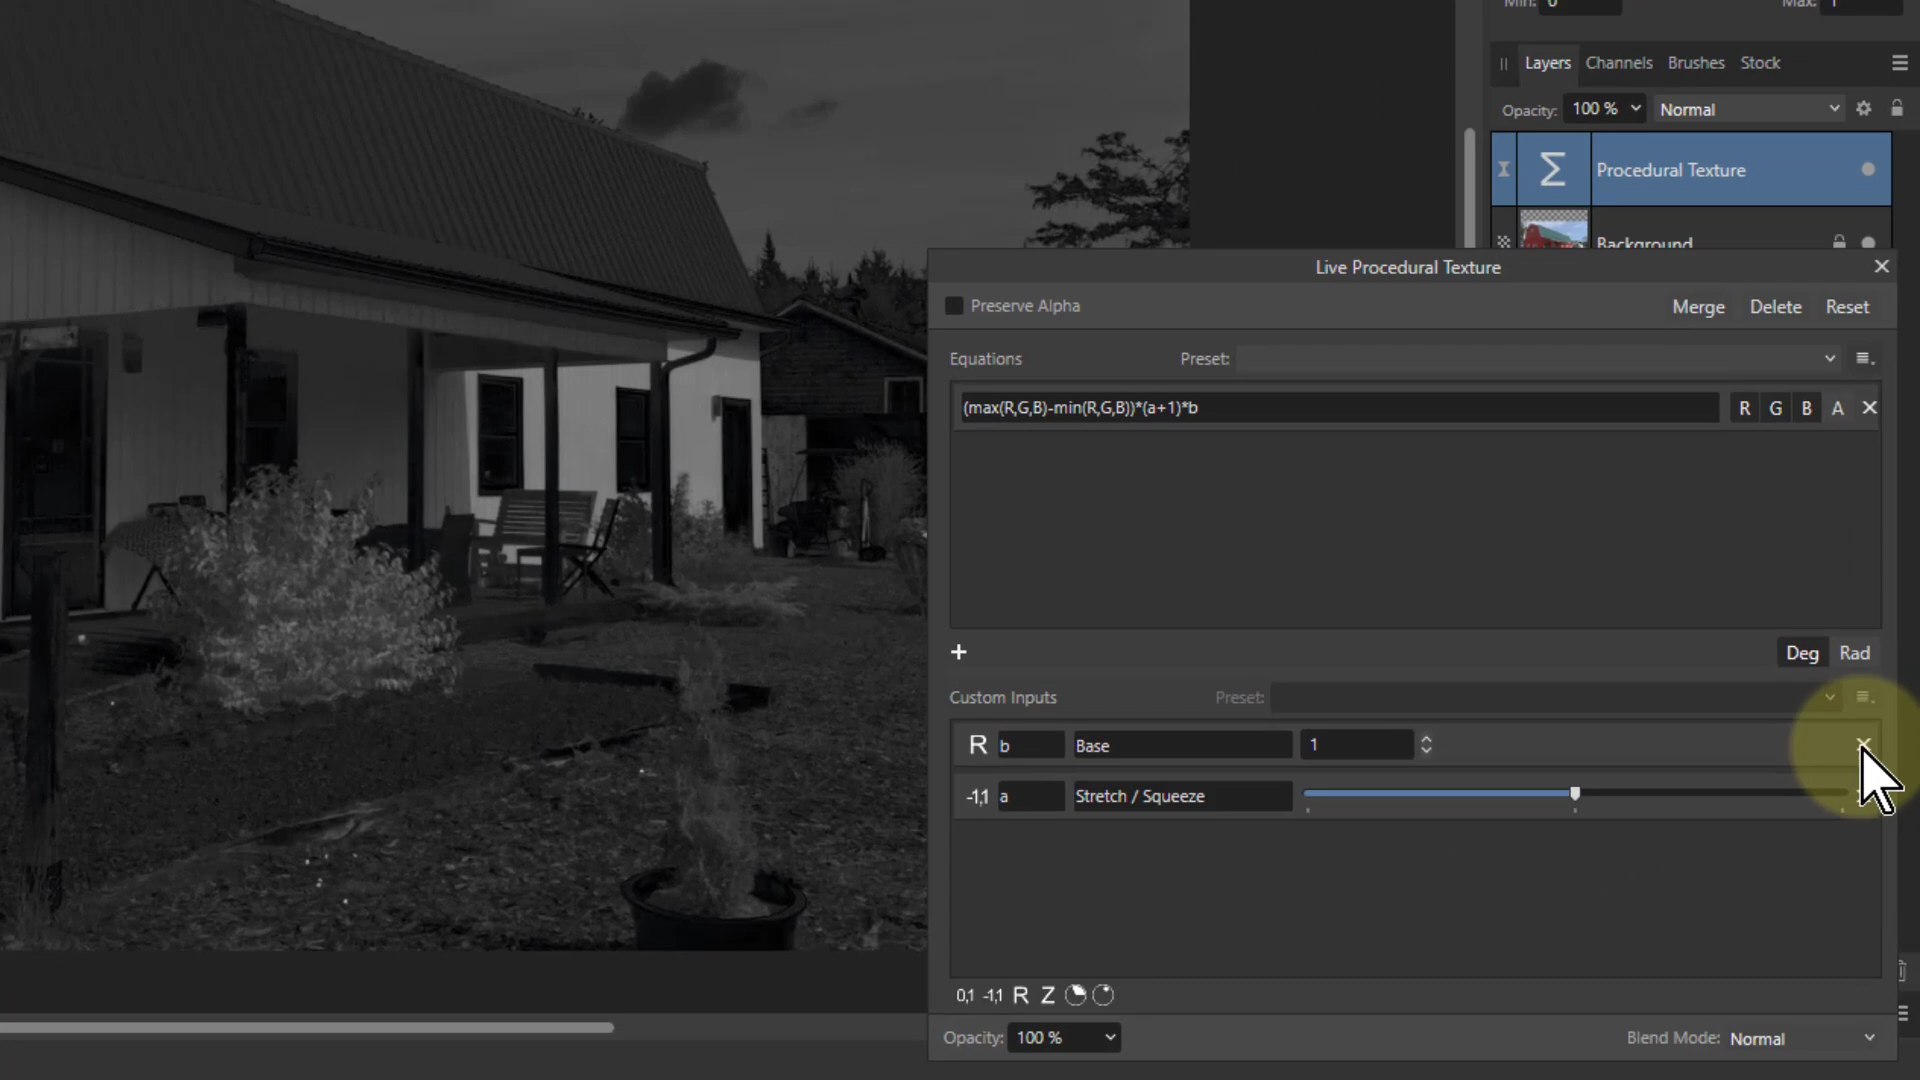 Min: 0 Max: 1
Layers Channels Brushes Stock
Opacity: 100 % Normal
Procedural Texture
Background
Live Procedural Texture
Preserve Alpha Merge Delete Reset
Equations Preset:
(max(R,G,B)-min(R,G,B))*(a+1)*b R G B A
Deg Rad
Custom Inputs Preset:
R b Base 1
-1,1 a Stretch / Squeeze
0,1 -1,1 R Z
Opacity: 100 % Blend Mode: Normal